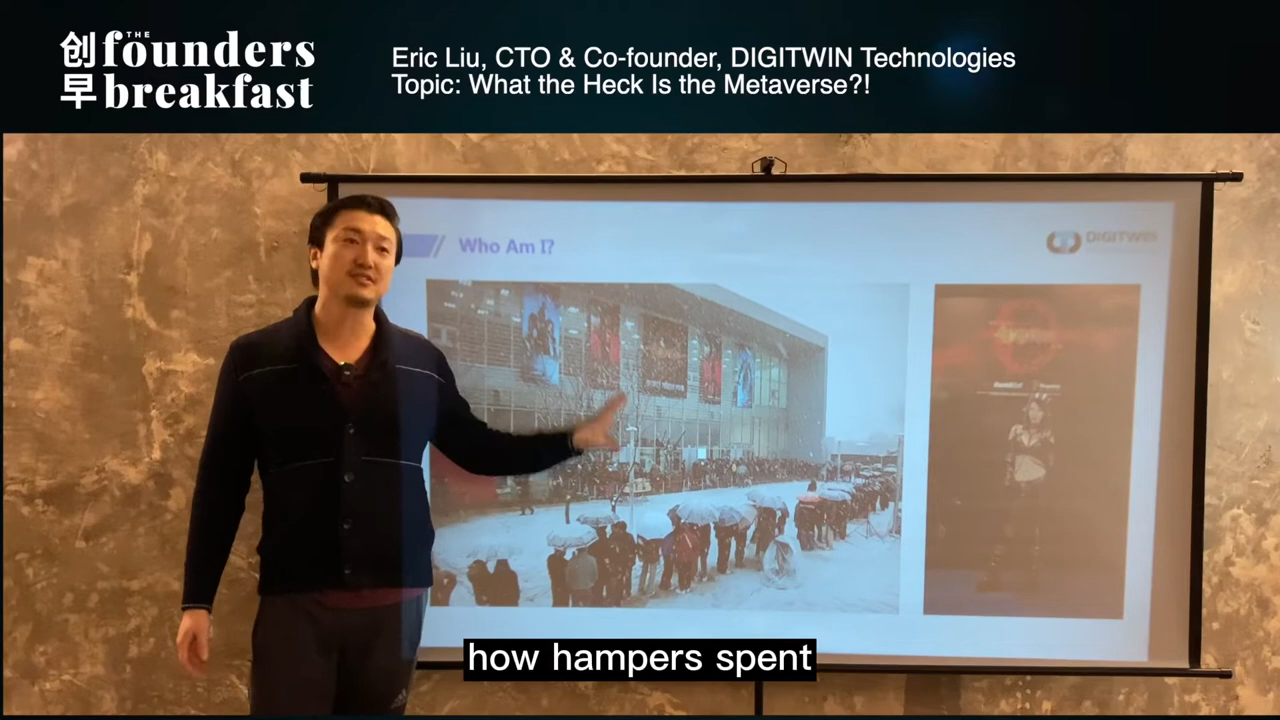 创 THE founders
早 breakfast
Eric Liu, CTO & Co-founder, DIGITWIN Technologies
Topic: What the Heck Is the Metaverse?!
Who Am I?
DIGITWIN
how hampers spent